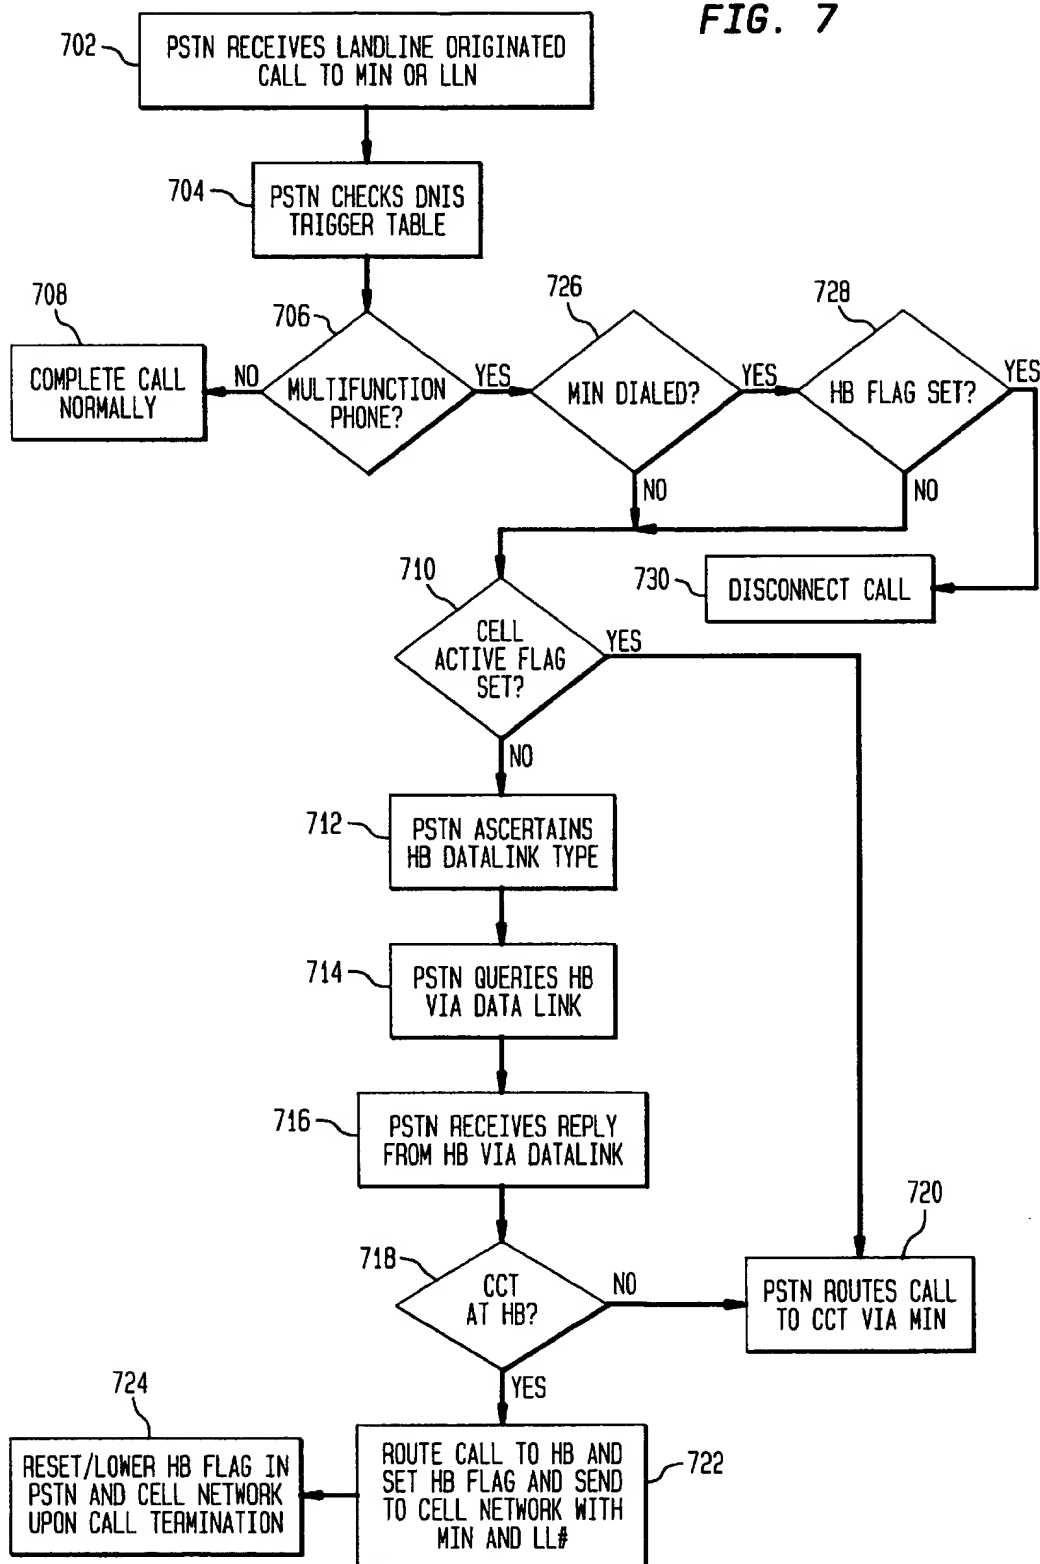 FIG. 7
702
PSTN RECEIVES LANDLINE ORIGINATED
CALL TO MIN OR LLN
704
PSTN CHECKS DNIS
TRIGGER TABLE
708
COMPLETE CALL
NORMALLY
NO
706
MULTIFUNCTION
PHONE?
YES
726
MIN DIALED?
YES
NO
728
HB FLAG SET?
YES
NO
730
DISCONNECT CALL
710
CELL
ACTIVE FLAG
SET?
YES
NO
712
PSTN ASCERTAINS
HB DATALINK TYPE
714
PSTN QUERIES HB
VIA DATA LINK
716
PSTN RECEIVES REPLY
FROM HB VIA DATALINK
718
CCT
AT HB?
NO
YES
720
PSTN ROUTES CALL
TO CCT VIA MIN
724
RESET/LOWER HB FLAG IN
PSTN AND CELL NETWORK
UPON CALL TERMINATION
ROUTE CALL TO HB AND
SET HB FLAG AND SEND
TO CELL NETWORK WITH
MIN AND LL#
722